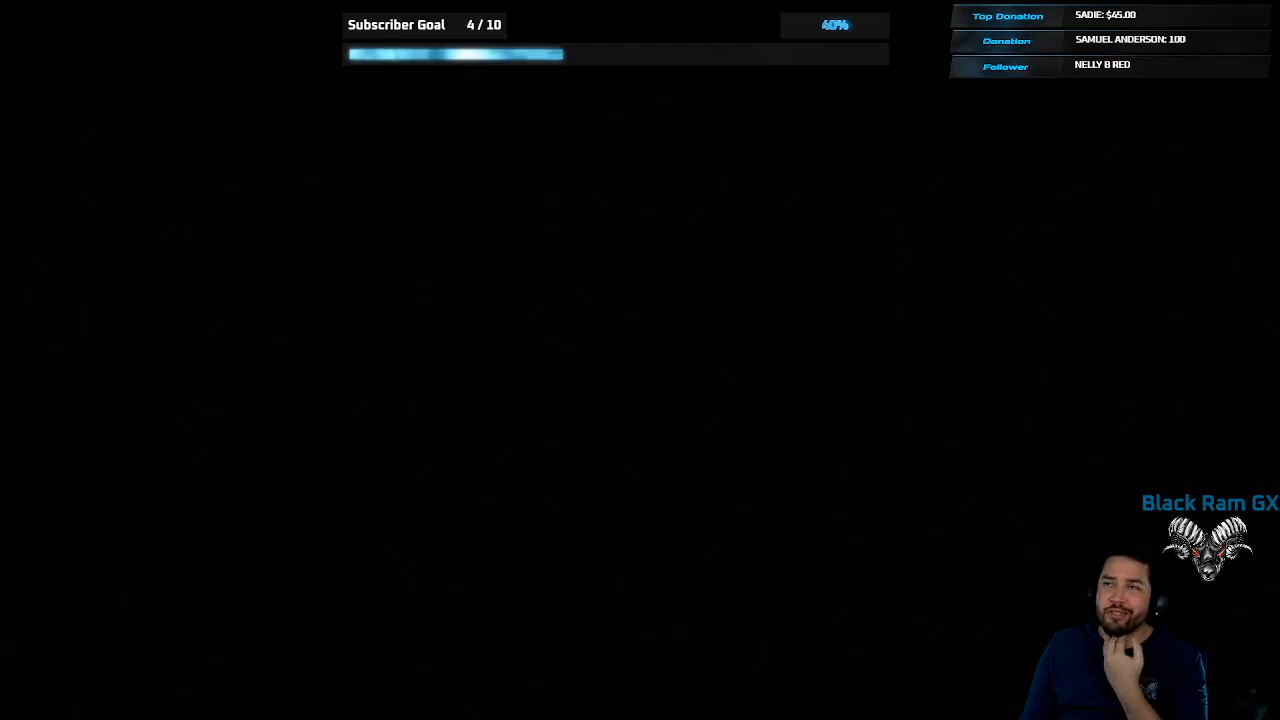 Subscriber Goal 4 / 10
40%
Top Donation SADIE: $45.00
Donation SAMUEL ANDERSON: 100
Follower NELLY B RED
Black Ram GX